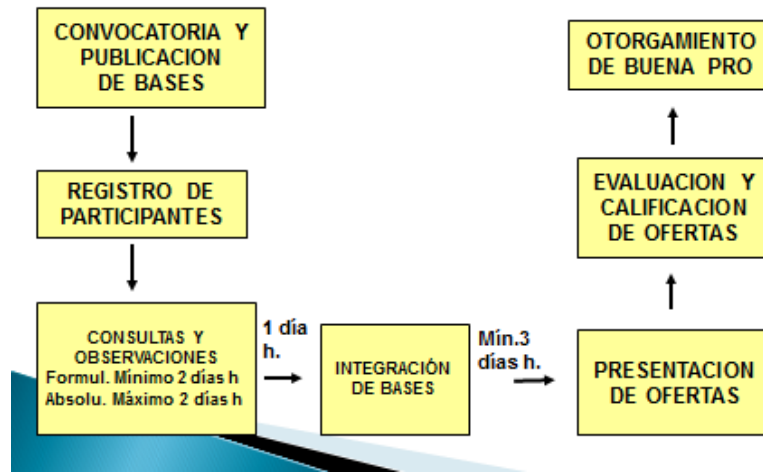 CONVOCATORIA Y
PUBLICACION
DE BASES
REGISTRO DE
PARTICIPANTES
CONSULTAS Y
OBSERVACIONES
Formul. Mínimo 2 días h
Absolu. Máximo 2 días h
1 día
h.
INTEGRACIÓN
DE BASES
Mín.3
días h.
PRESENTACION
DE OFERTAS
EVALUACION Y
CALIFICACION
DE OFERTAS
OTORGAMIENTO
DE BUENA PRO